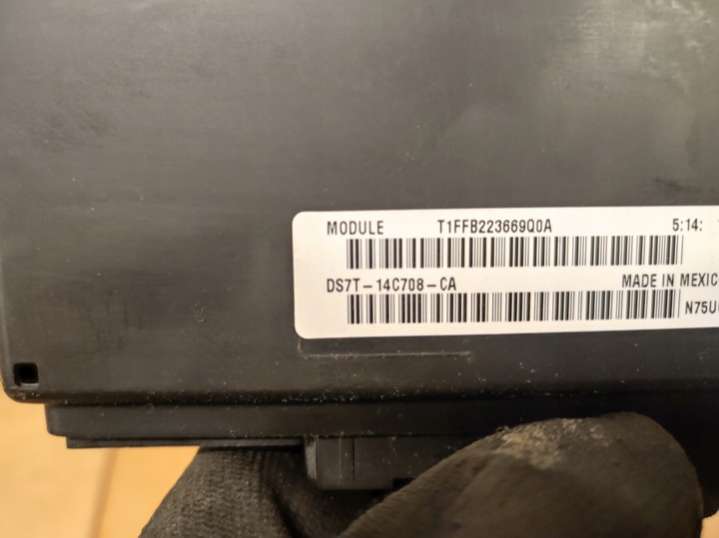 MODULE T1FFB223669Q0A 5:14:
DS7T-14C708-CA MADE IN MEXIC
N75U